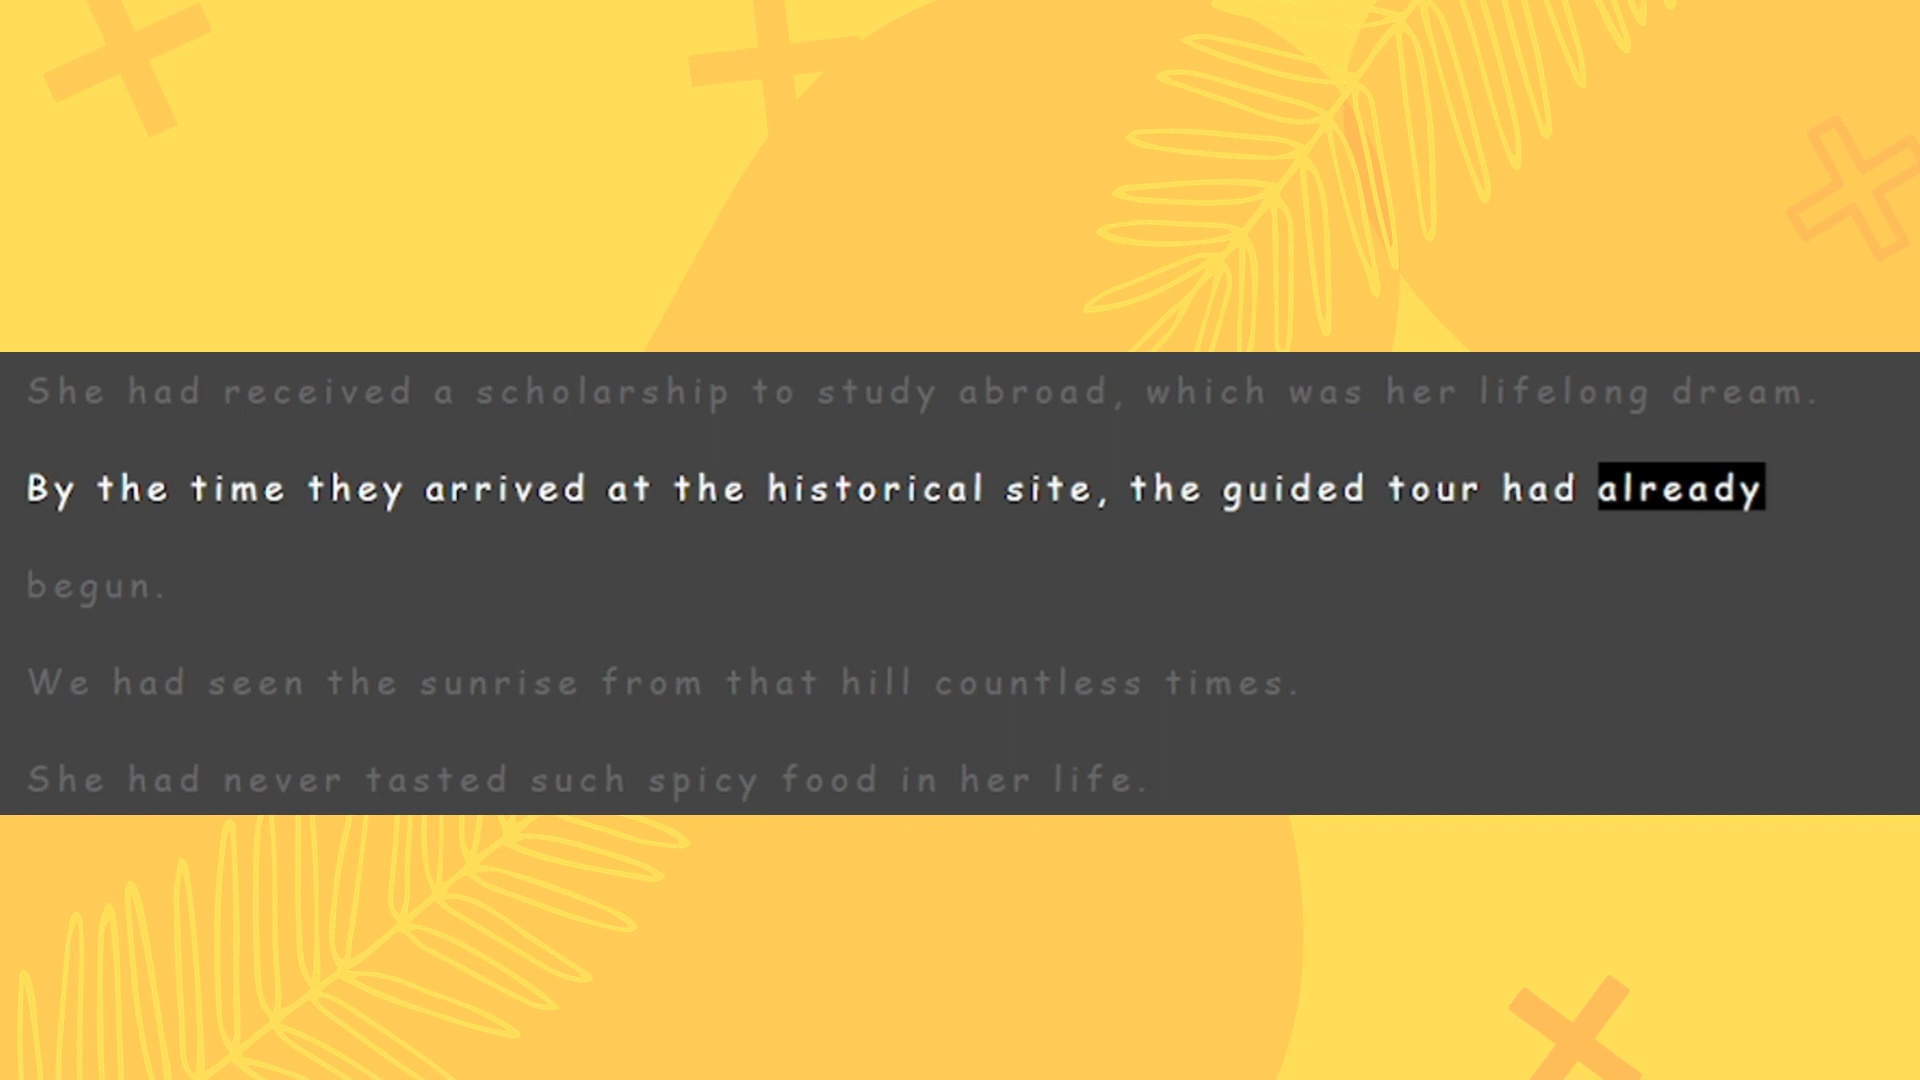 She had received a scholarship to study abroad, which was her lifelong dream.
By the time they arrived at the historical site, the guided tour had already
begun.
We had seen the sunrise from that hill countless times.
She had never tasted such spicy food in her life.